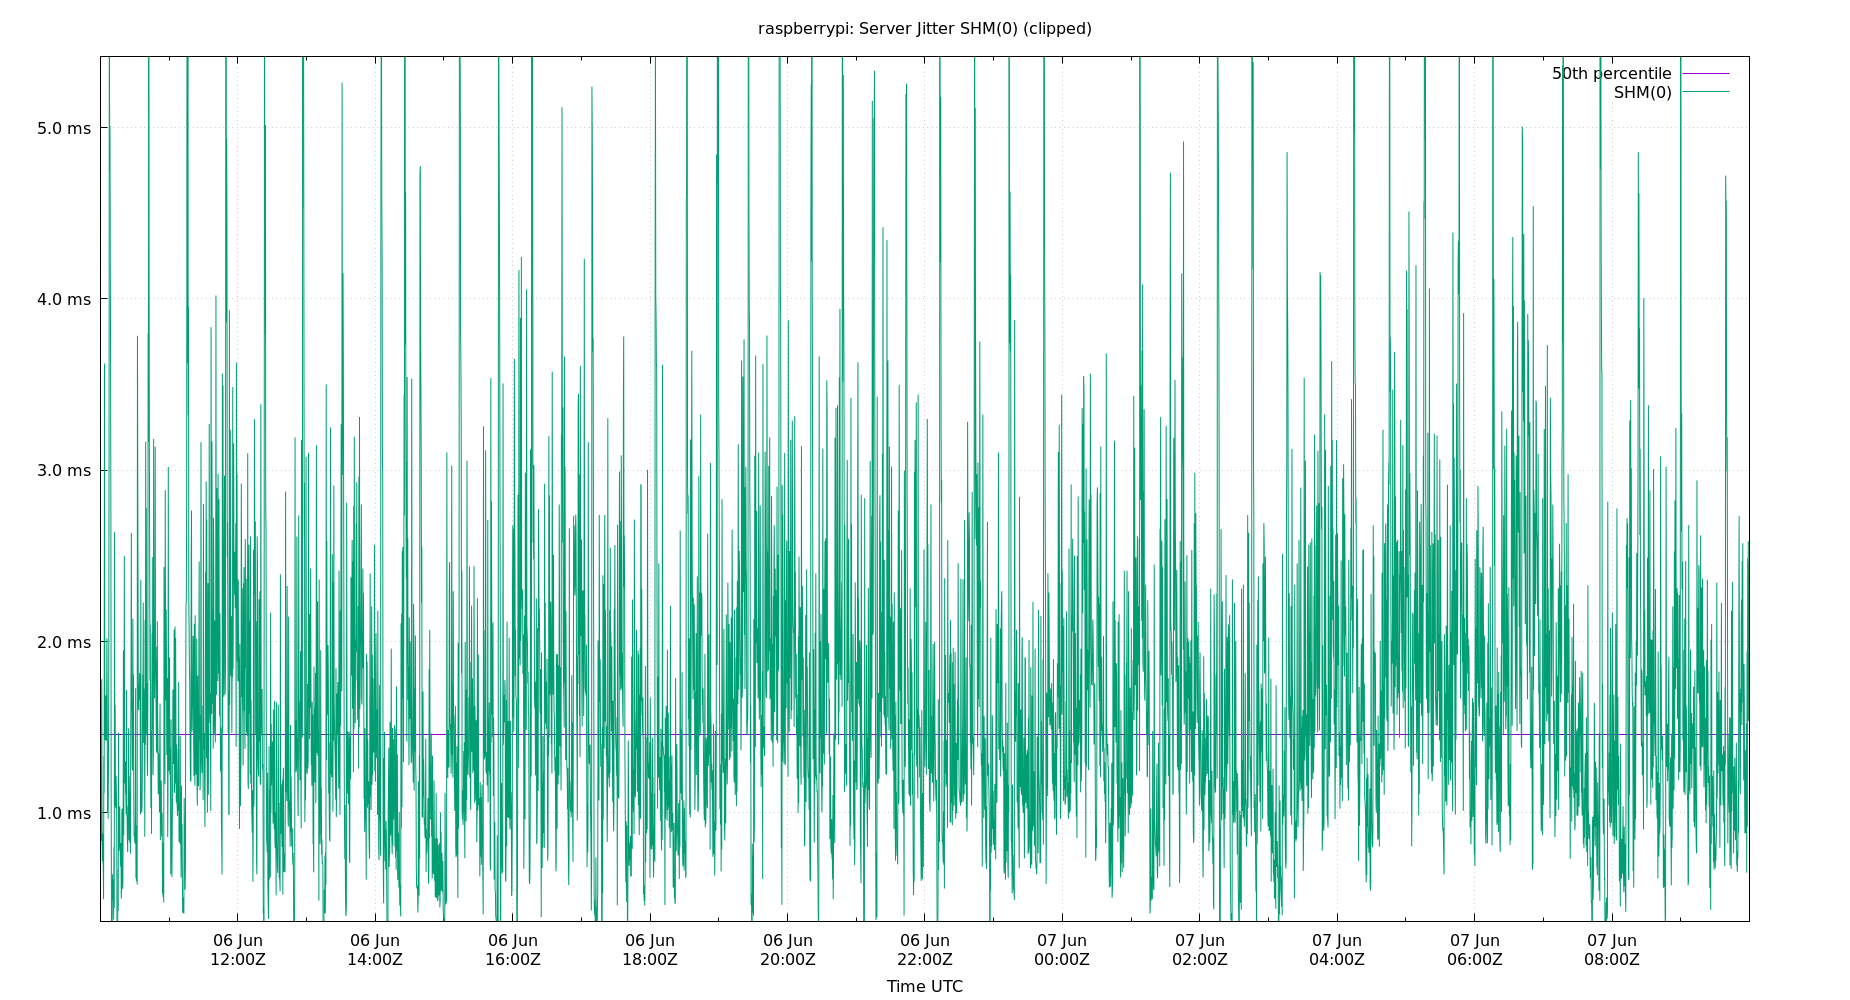 raspberrypi: Server Jitter SHM(0) (clipped)
50th percentile
SHM(0)
5.0 ms
4.0 ms
3.0 ms
2.0 ms
1.0 ms
06 Jun 06 Jun 06 Jun 06 Jun 06 Jun 06 Jun 07 Jun 07 Jun 07 Jun 07 Jun 07 Jun
12:00Z 14:00Z 16:00Z 18:00Z 20:00Z 22:00Z 00:00Z 02:00Z 04:00Z 06:00Z 08:00Z
Time UTC